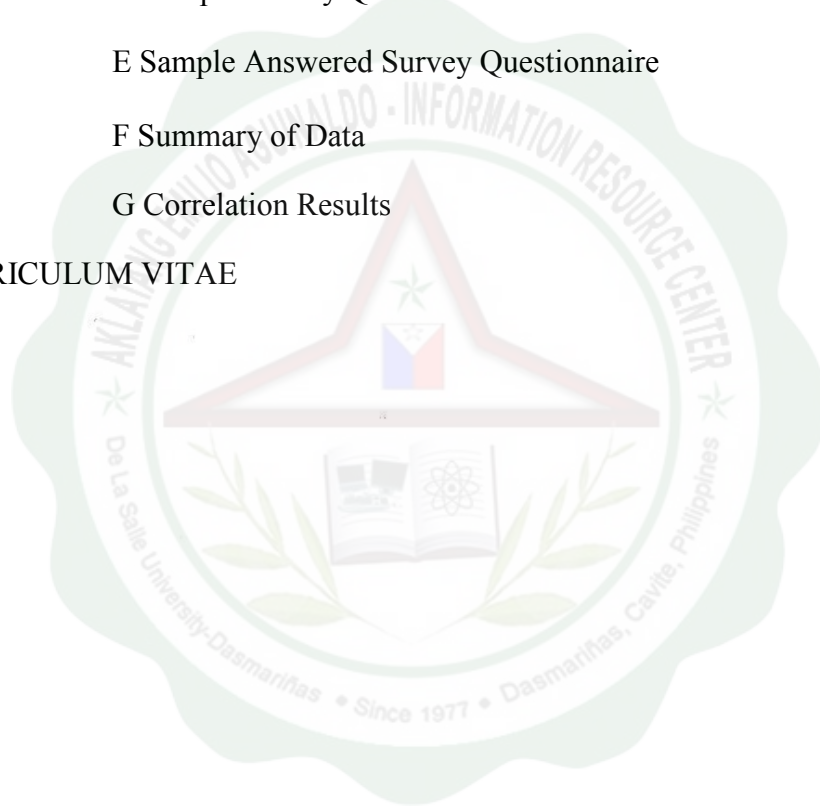 E Sample Answered Survey Questionnaire
F Summary of Data
G Correlation Results
RICULUM VITAE
AKLATANG EMILIO AGUINALDO - INFORMATION RESOURCE CENTER
De La Salle University-Dasmariñas • Since 1977 • Dasmariñas, Cavite, Philippines